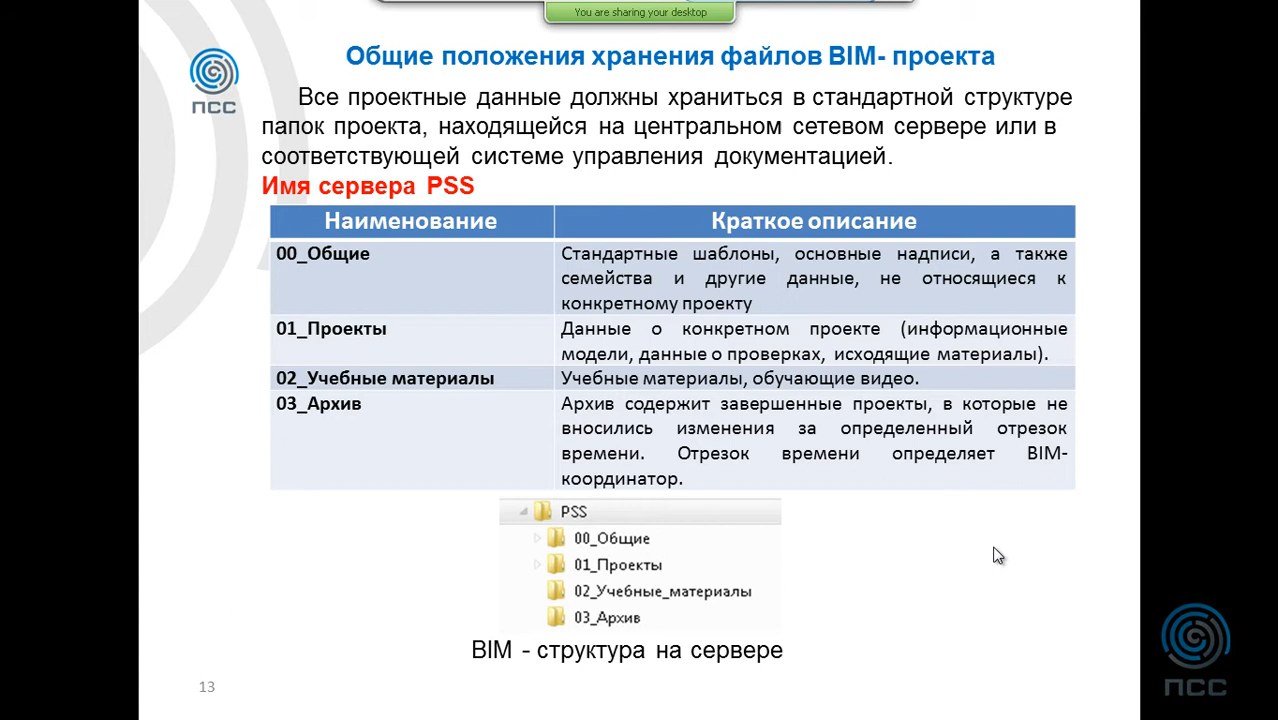 You are sharing your desktop
Общие положения хранения файлов BIM- проекта
ПСС
Все проектные данные должны храниться в стандартной структуре
папок проекта, находящейся на центральном сетевом сервере или в
соответствующей системе управления документацией.
Имя сервера PSS
Наименование Краткое описание
00_Общие Стандартные шаблоны, основные надписи, а также
семейства и другие данные, не относящиеся к
конкретному проекту
01_Проекты Данные о конкретном проекте (информационные
модели, данные о проверках, исходящие материалы).
02_Учебные материалы Учебные материалы, обучающие видео.
03_Архив Архив содержит завершенные проекты, в которые не
вносились изменения за определенный отрезок
времени. Отрезок времени определяет BIM-
координатор.
PSS
00_Общие
01_Проекты
02_Учебные_материалы
03_Архив
BIM - структура на сервере
13
ПСС